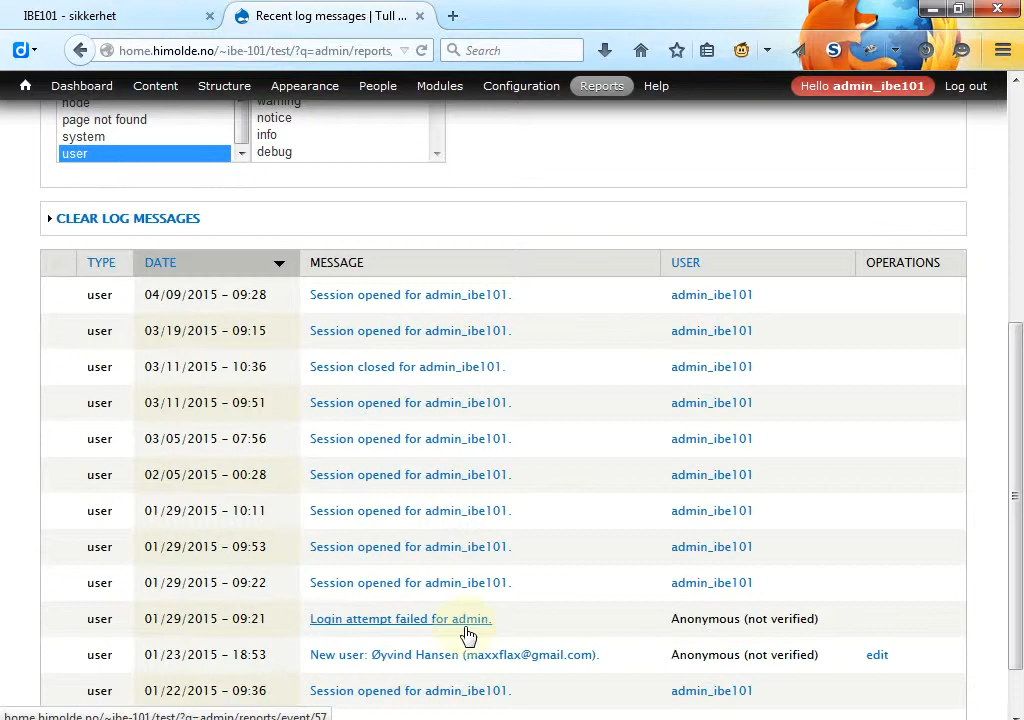 IBE101 - sikkerhet
Recent log messages | Tull ...
home.himolde.no/~ibe-101/test/?q=admin/reports,
Search
Dashboard Content Structure Appearance People Modules Configuration Reports Help Hello admin_ibe101 Log out
node
page not found
system
user
warning
notice
info
debug
CLEAR LOG MESSAGES
TYPE DATE MESSAGE USER OPERATIONS
user 04/09/2015 – 09:28 Session opened for admin_ibe101. admin_ibe101
user 03/19/2015 – 09:15 Session opened for admin_ibe101. admin_ibe101
user 03/11/2015 – 10:36 Session closed for admin_ibe101. admin_ibe101
user 03/11/2015 – 09:51 Session opened for admin_ibe101. admin_ibe101
user 03/05/2015 – 07:56 Session opened for admin_ibe101. admin_ibe101
user 02/05/2015 – 00:28 Session opened for admin_ibe101. admin_ibe101
user 01/29/2015 – 10:11 Session opened for admin_ibe101. admin_ibe101
user 01/29/2015 – 09:53 Session opened for admin_ibe101. admin_ibe101
user 01/29/2015 – 09:22 Session opened for admin_ibe101. admin_ibe101
user 01/29/2015 – 09:21 Login attempt failed for admin. Anonymous (not verified)
user 01/23/2015 – 18:53 New user: Øyvind Hansen (maxxflax@gmail.com). Anonymous (not verified) edit
user 01/22/2015 – 09:36 Session opened for admin_ibe101. admin_ibe101
home.himolde.no/~ibe-101/test/?q=admin/reports/event/57